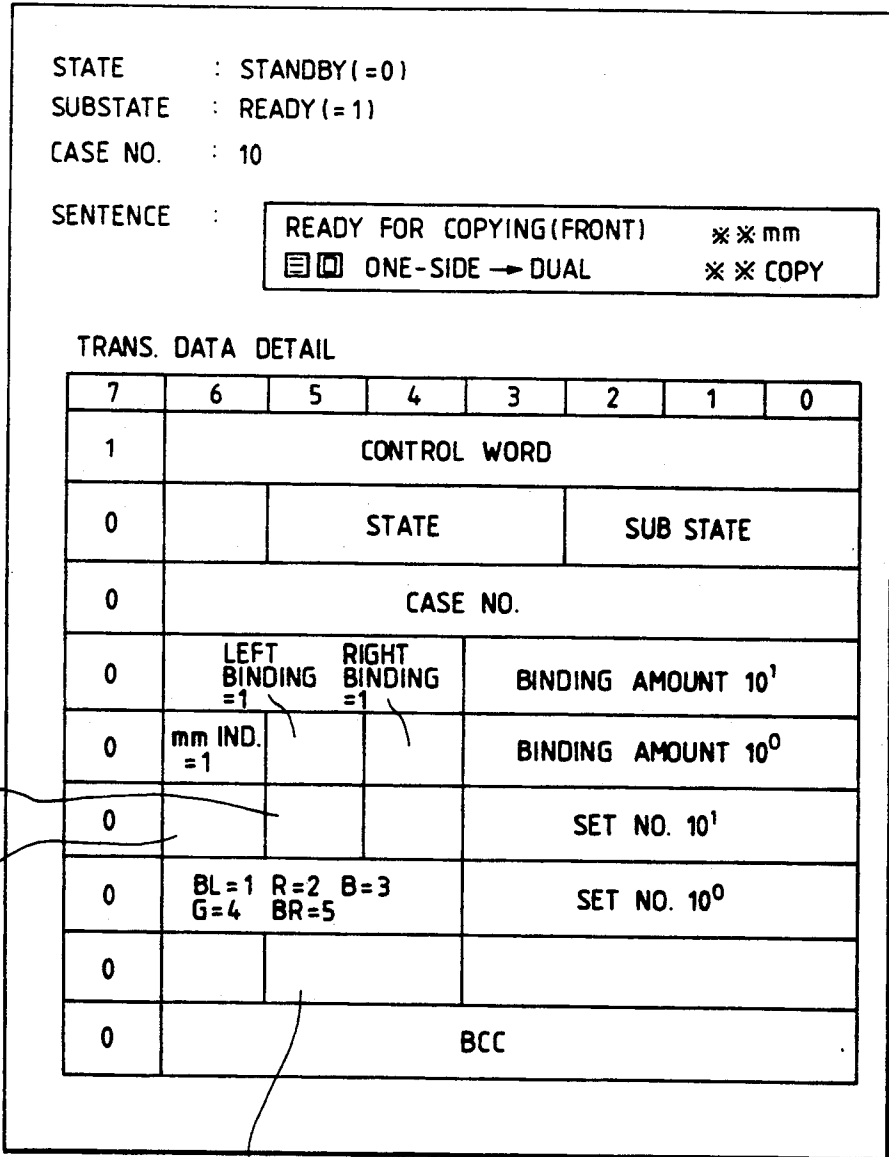 STATE : STANDBY(=0)
SUBSTATE : READY(=1)
CASE NO. : 10
SENTENCE : READY FOR COPYING(FRONT) ※※mm
ONE-SIDE → DUAL ※※COPY
TRANS. DATA DETAIL
7 6 5 4 3 2 1 0
1 CONTROL WORD
0 STATE SUB STATE
0 CASE NO.
0 LEFT BINDING =1 RIGHT BINDING =1 BINDING AMOUNT 10¹
0 mm IND. =1 BINDING AMOUNT 10⁰
0 SET NO. 10¹
0 BL=1 R=2 B=3 G=4 BR=5 SET NO. 10⁰
0
0 BCC